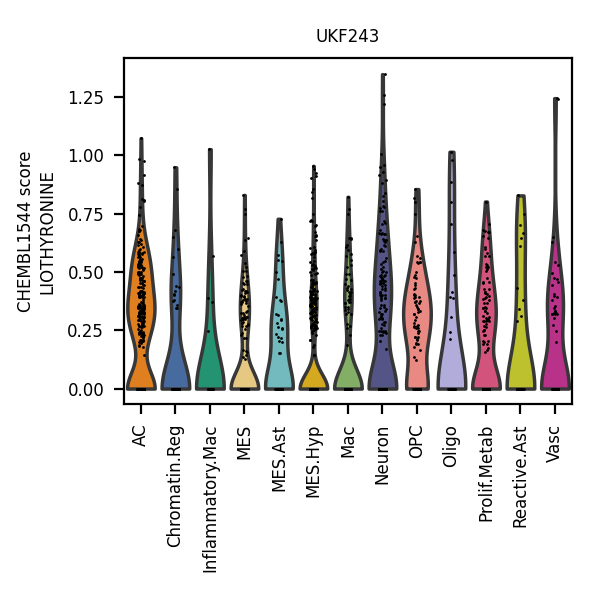 UKF243
CHEMBL1544 score
LIOTHYRONINE
1.25
1.00
0.75
0.50
0.25
0.00
AC
Chromatin.Reg
Inflammatory.Mac
MES
MES.Ast
MES.Hyp
Mac
Neuron
OPC
Oligo
Prolif.Metab
Reactive.Ast
Vasc